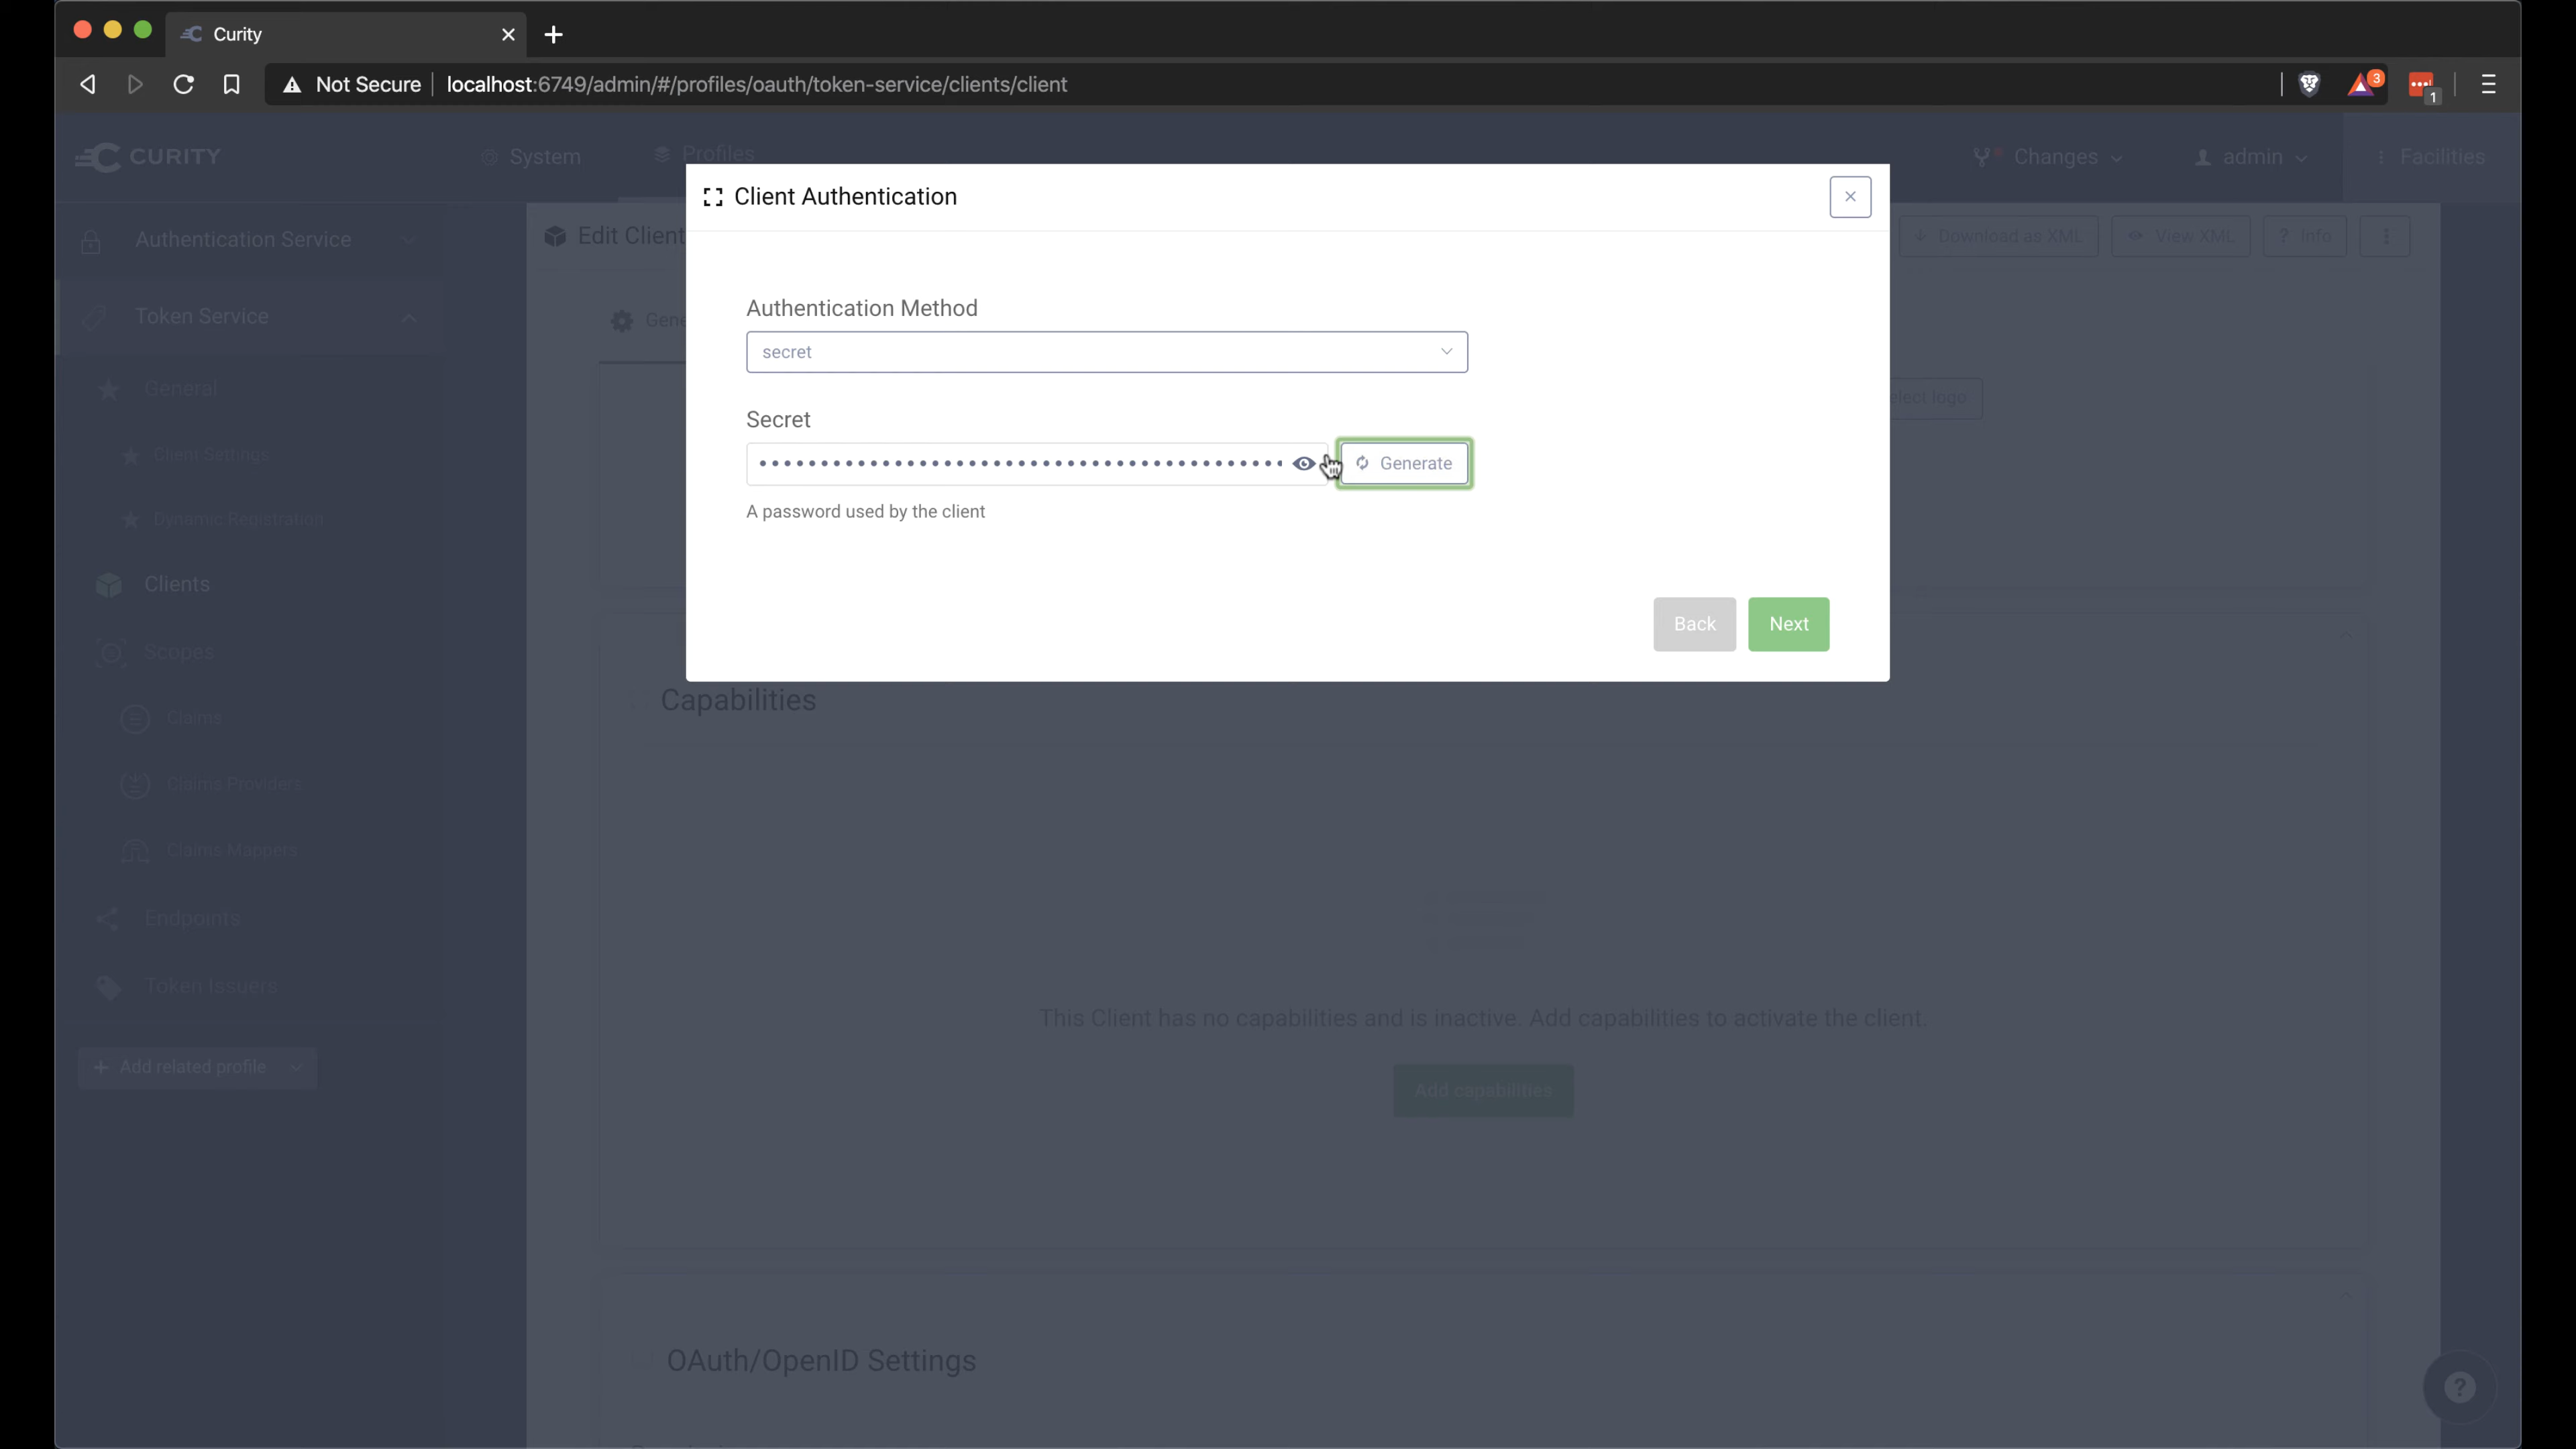 Curity
Not Secure
localhost:6749/admin/#/profiles/oauth/token-service/clients/client
3
1
CURITY
System
Profiles
Changes
admin
Facilities
Client Authentication
Authentication Service
Edit Client
Download as XML
View XML
? Info
Token Service
Gene
Authentication Method
secret
General
elect logo
Secret
Client Settings
Generate
A password used by the client
Dynamic Registration
Clients
Back
Next
Scopes
Capabilities
Claims
Claims Providers
Claims Mappers
Endpoints
Token Issuers
This Client has no capabilities and is inactive. Add capabilities to activate the client.
+ Add related profile
Add capabilities
OAuth/OpenID Settings
?